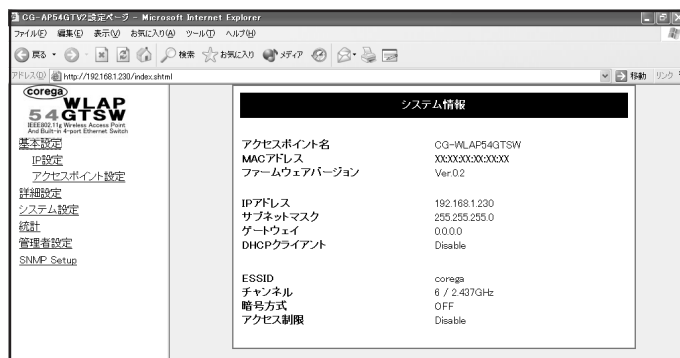 CG-AP54GTV2設定ページ - Microsoft Internet Explorer
ファイル(F) 編集(E) 表示(V) お気に入り(A) ツール(T) ヘルプ(H)
戻る 検索 お気に入り メディア
アドレス(D) http://192.168.1.230/index.shtml 移動 リンク
corega
WLAP
54GTSW
IEEE802.11g Wireless Access Point
And Built-in 4-port Ethernet Switch
基本設定
IP設定
アクセスポイント設定
詳細設定
システム設定
統計
管理者設定
SNMP Setup
システム情報
アクセスポイント名 CG-WLAP54GTSW
MACアドレス XX:XX:XX:XX:XX:XX
ファームウェアバージョン Ver.0.2
IPアドレス 192.168.1.230
サブネットマスク 255.255.255.0
ゲートウェイ 0.0.0.0
DHCPクライアント Disable
ESSID corega
チャンネル 6 / 2.437GHz
暗号方式 OFF
アクセス制限 Disable